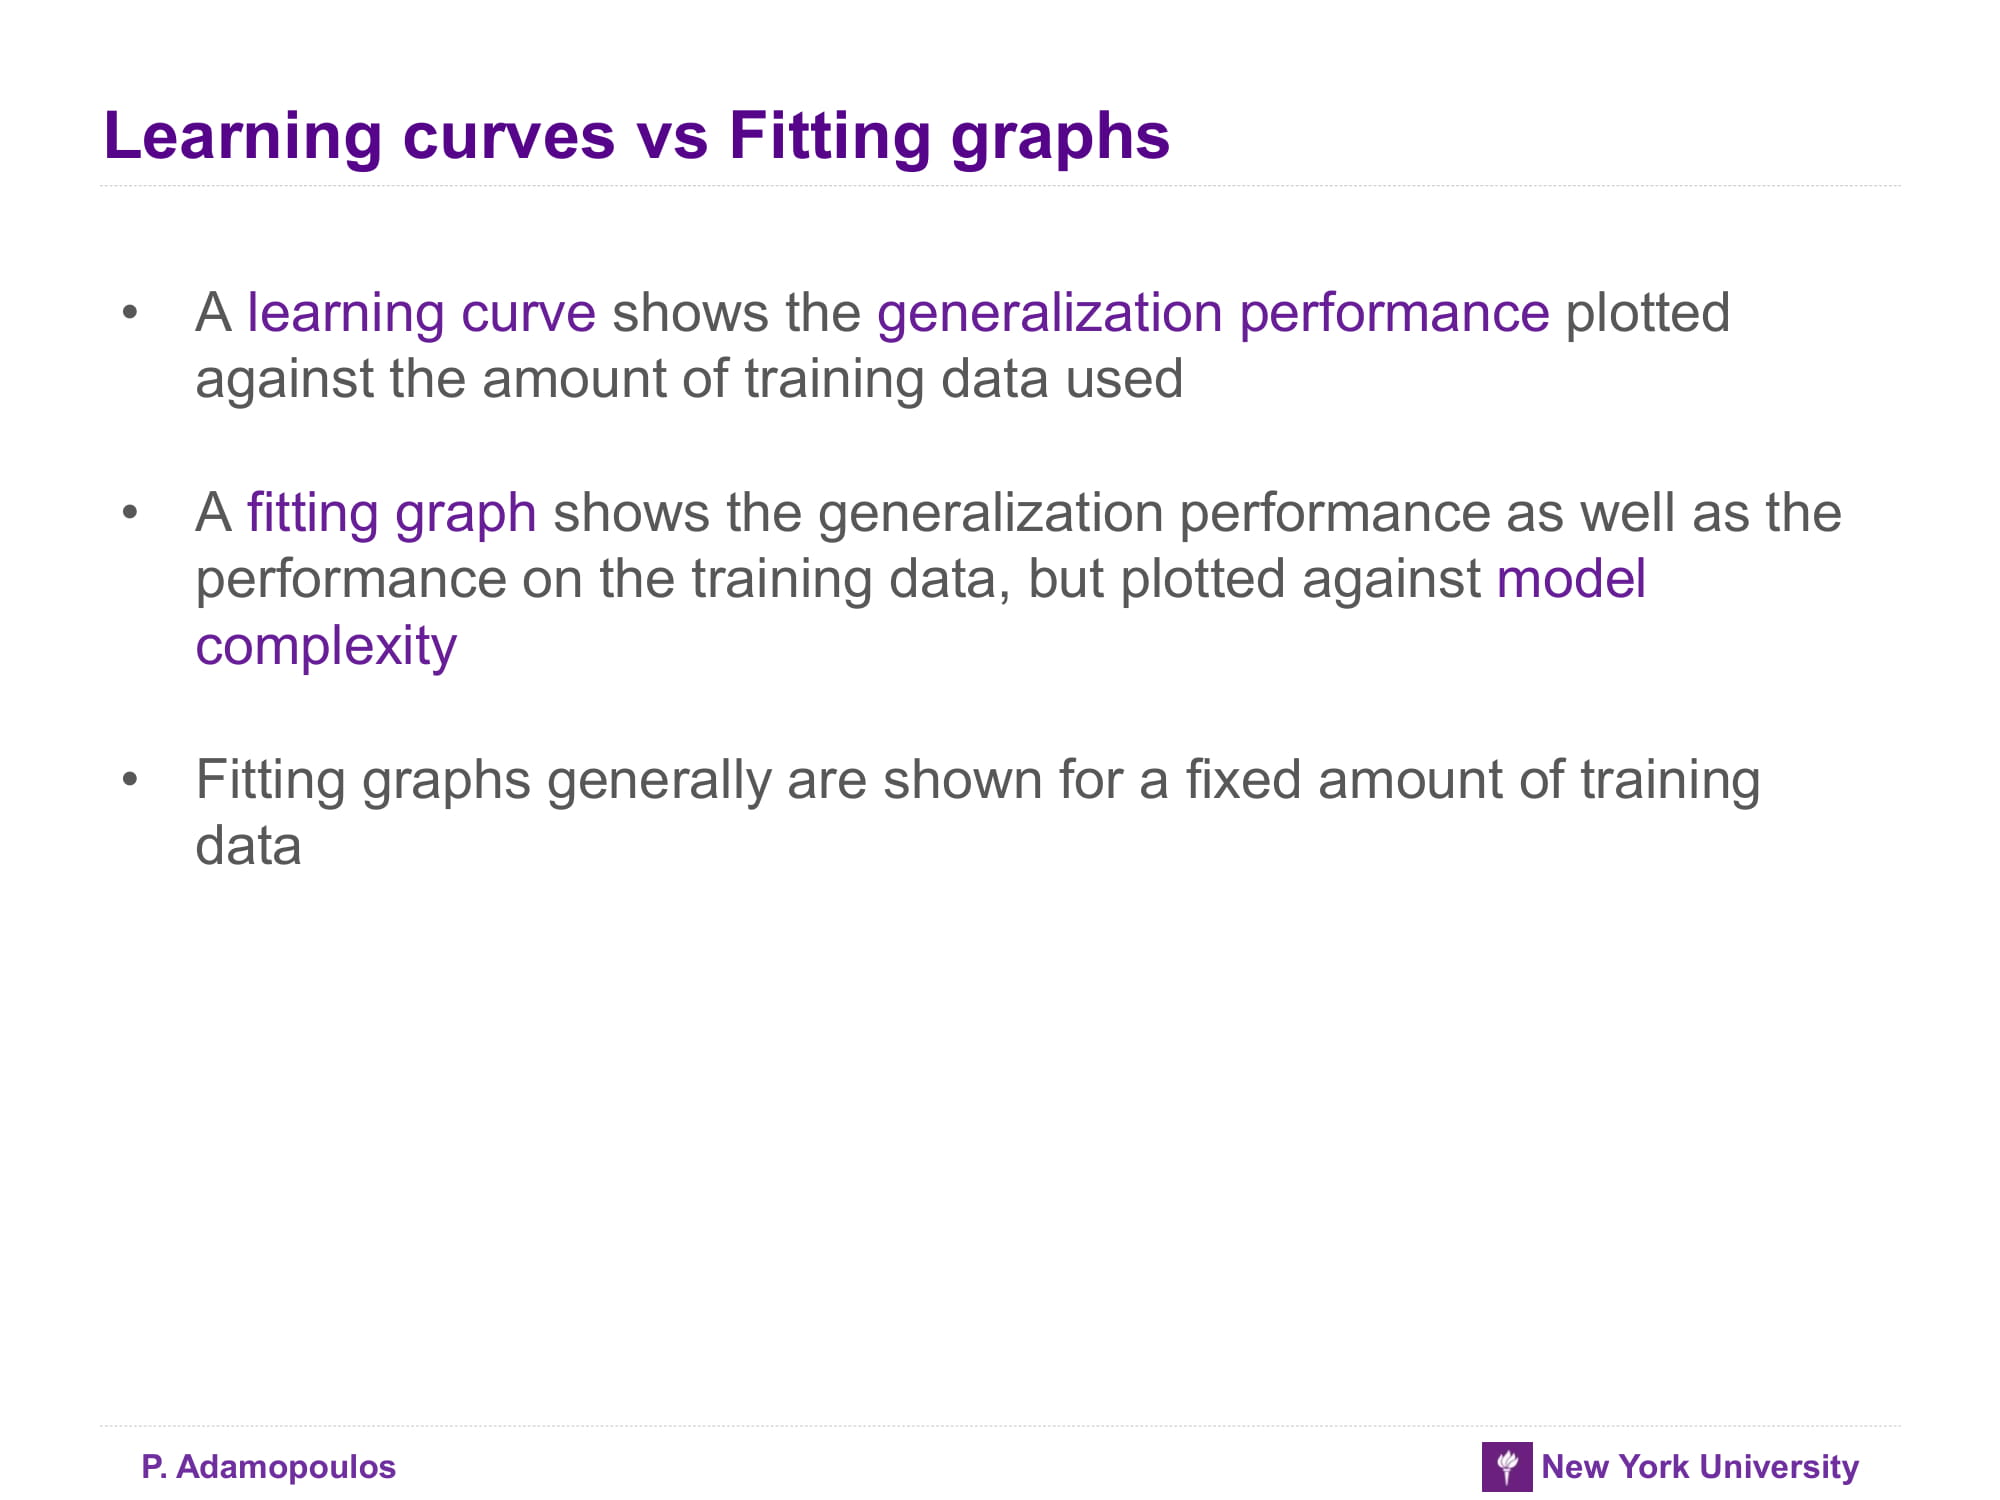 Learning curves vs Fitting graphs
• A learning curve shows the generalization performance plotted
against the amount of training data used
• A fitting graph shows the generalization performance as well as the
performance on the training data, but plotted against model
complexity
• Fitting graphs generally are shown for a fixed amount of training
data
P. Adamopoulos
New York University